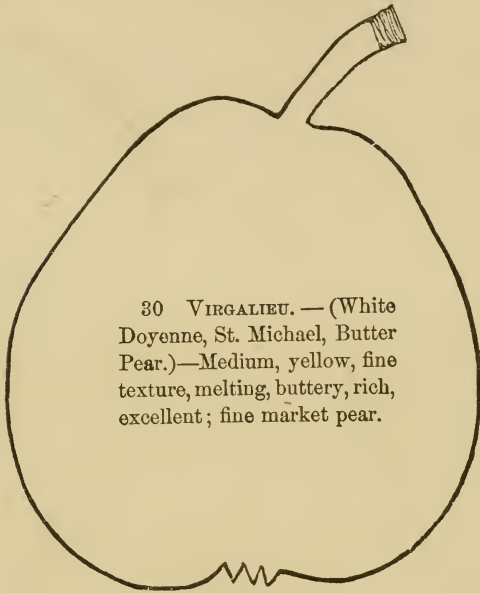 30 VIRGALIEU. — (White
Doyenne, St. Michael, Butter
Pear.)—Medium, yellow, fine
texture, melting, buttery, rich,
excellent; fine market pear.